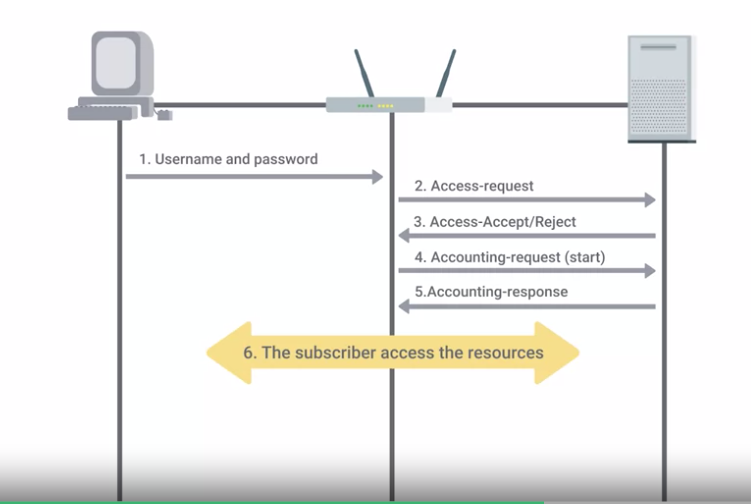 1. Username and password
2. Access-request
3. Access-Accept/Reject
4. Accounting-request (start)
5.Accounting-response
6. The subscriber access the resources